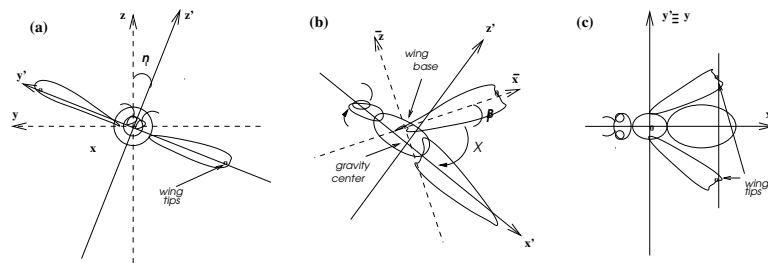 (a)
z
z'
η
y'
y
x
wing
tips
(b)
z̄
wing
base
z'
x̄
β
χ
gravity
center
x'
(c)
y'≡ y
x
wing
tips